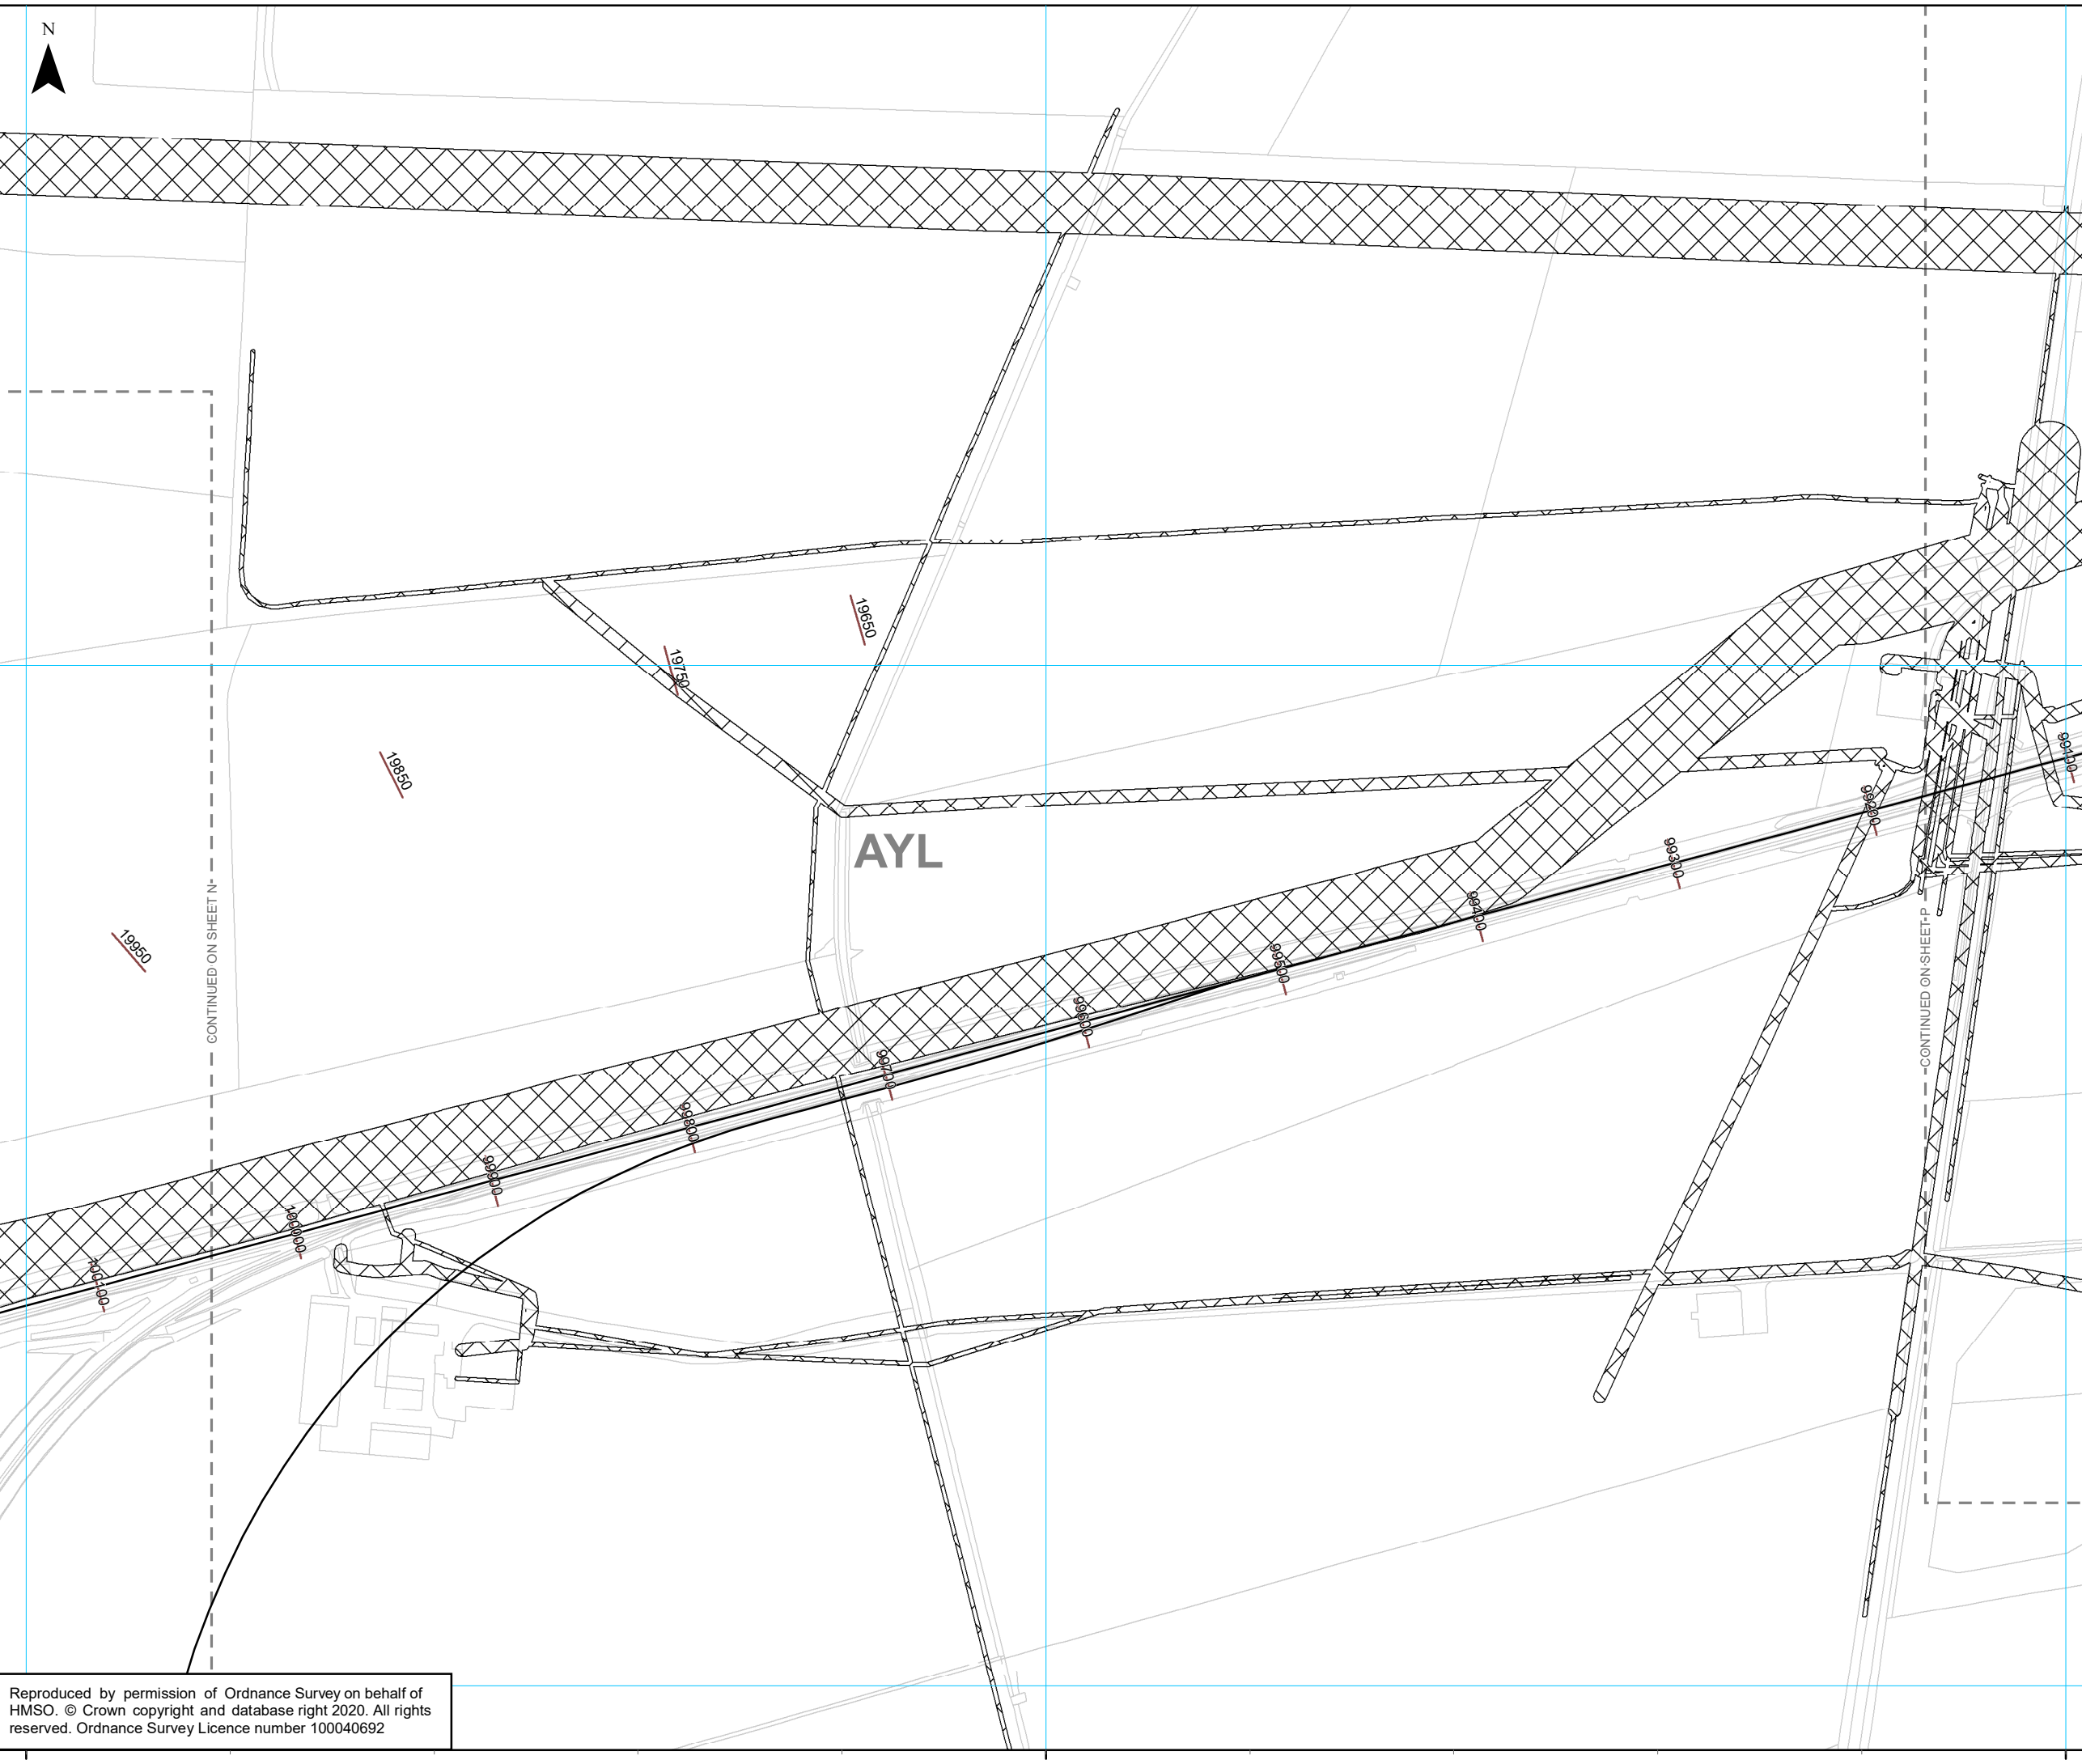 N
19650
19750
19850
19950
AYL
CONTINUED ON SHEET N
CONTINUED ON SHEET P
99100
99200
99300
99400
99500
99600
99700
99800
99900
100000
100100
Reproduced by permission of Ordnance Survey on behalf of
HMSO. © Crown copyright and database right 2020. All rights
reserved. Ordnance Survey Licence number 100040692